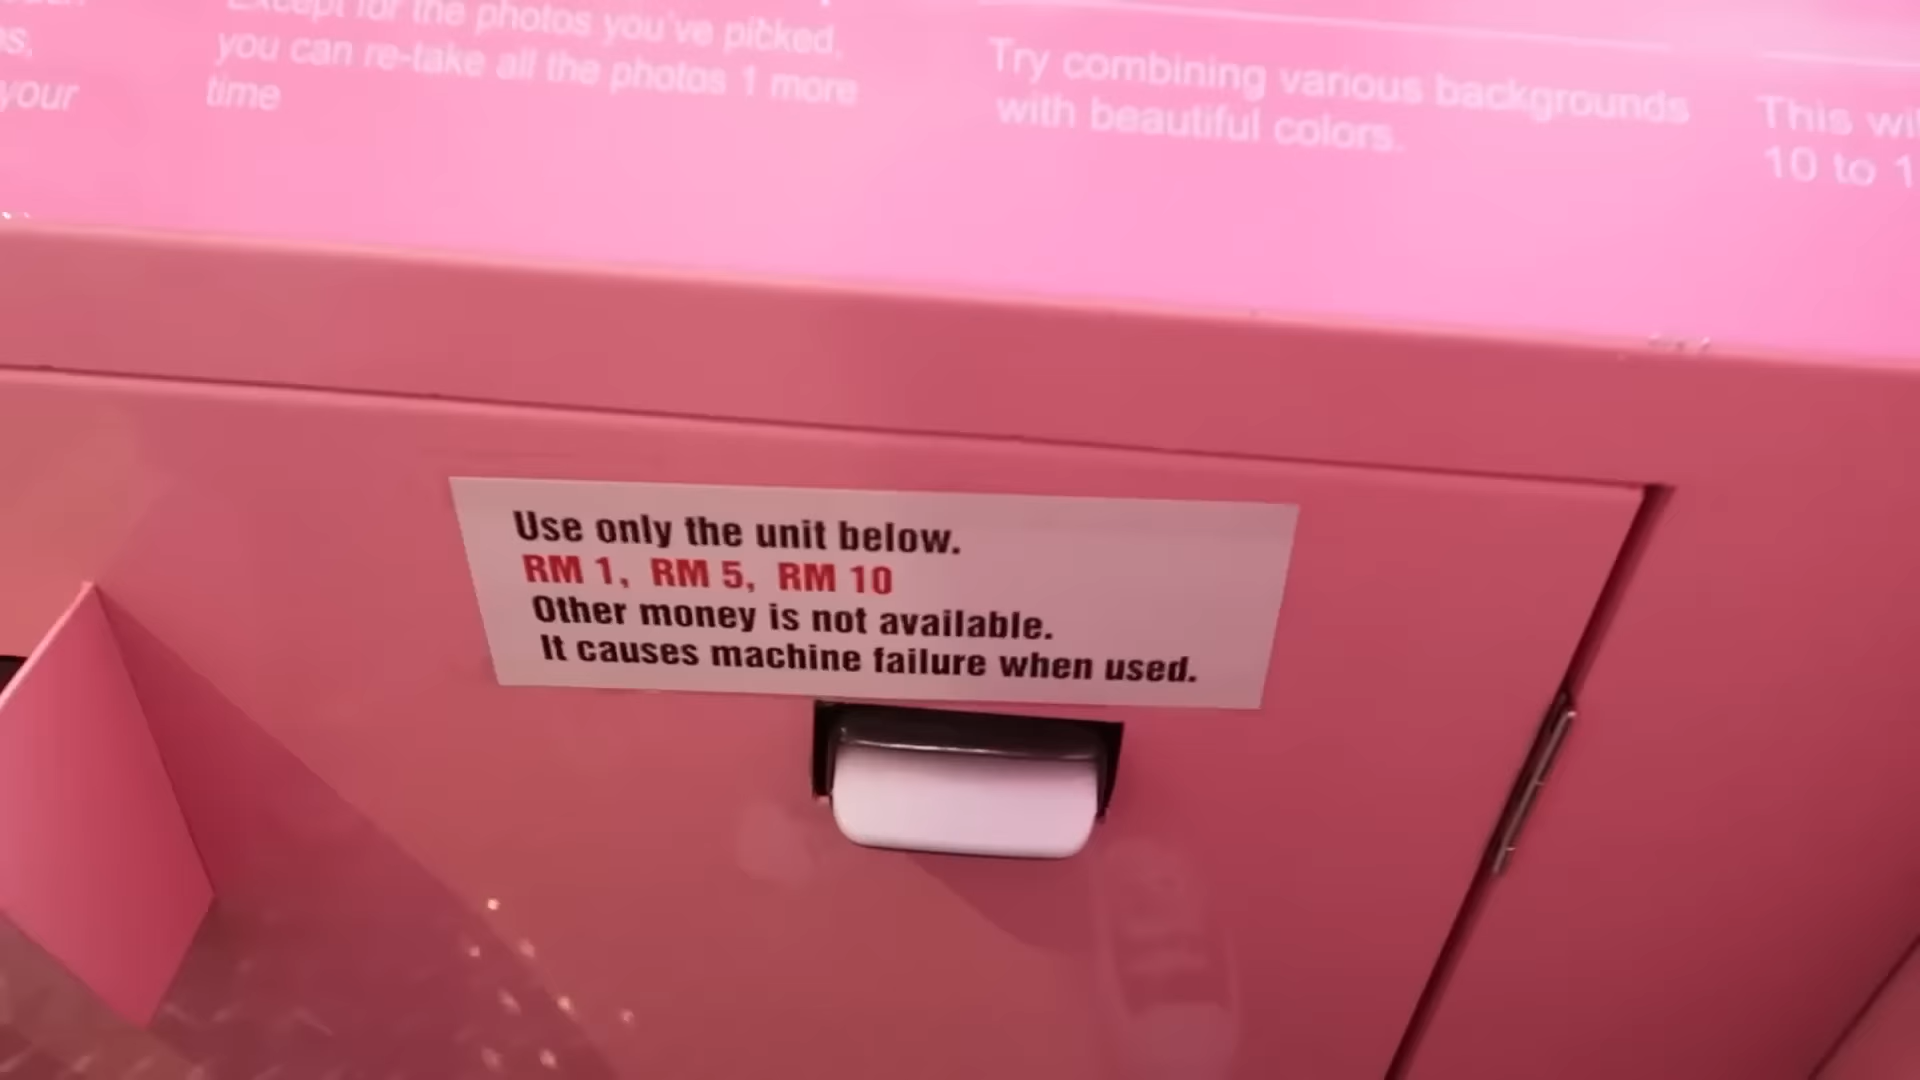 s,
your
Except for the photos you've picked,
you can re-take all the photos 1 more
time
Try combining various backgrounds
with beautiful colors.
This
10 to
Use only the unit below.
RM 1, RM 5, RM 10
Other money is not available.
It causes machine failure when used.